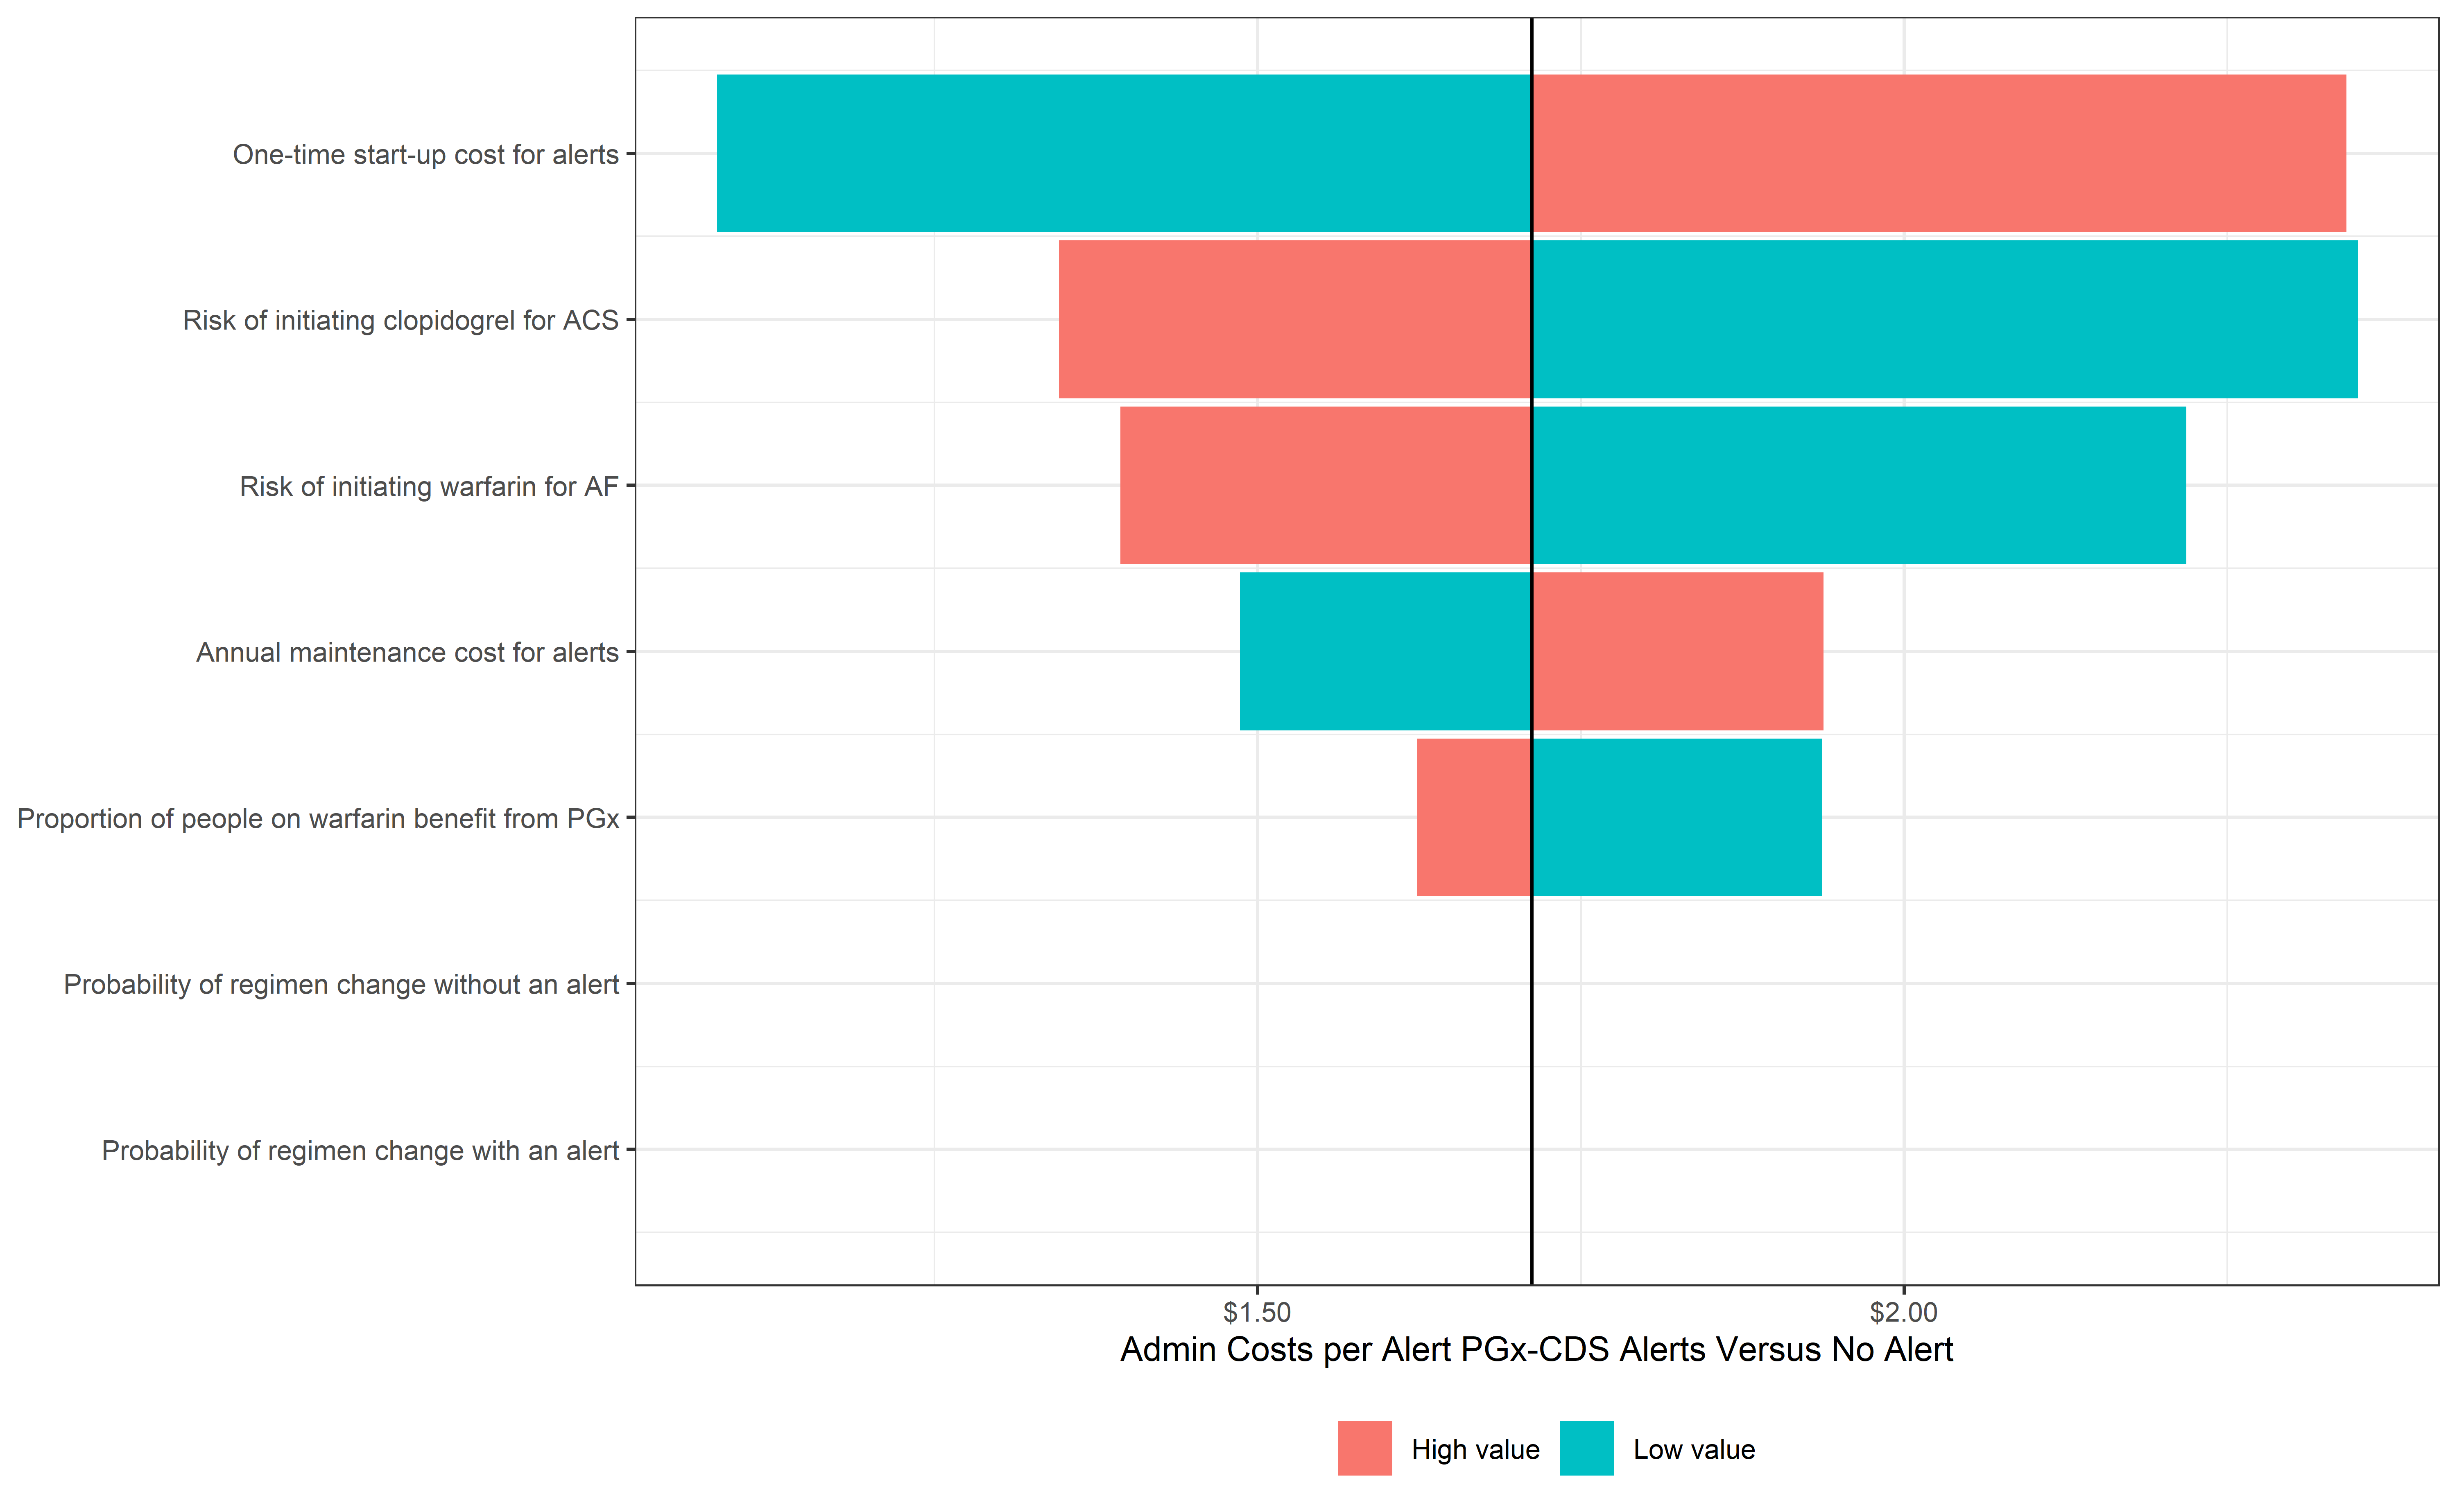 One-time start-up cost for alerts
Risk of initiating clopidogrel for ACS
Risk of initiating warfarin for AF
Annual maintenance cost for alerts
Proportion of people on warfarin benefit from PGx
Probability of regimen change without an alert
Probability of regimen change with an alert
$1.50 $2.00
Admin Costs per Alert PGx-CDS Alerts Versus No Alert
High value Low value